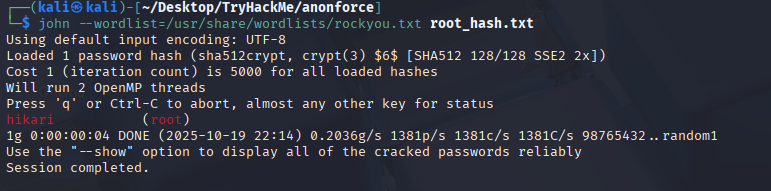 ┌──(kali㉿kali)-[~/Desktop/TryHackMe/anonforce]
└─$ john --wordlist=/usr/share/wordlists/rockyou.txt root_hash.txt
Using default input encoding: UTF-8
Loaded 1 password hash (sha512crypt, crypt(3) $6$ [SHA512 128/128 SSE2 2x])
Cost 1 (iteration count) is 5000 for all loaded hashes
Will run 2 OpenMP threads
Press 'q' or Ctrl-C to abort, almost any other key for status
hikari           (root)
1g 0:00:00:04 DONE (2025-10-19 22:14) 0.2036g/s 1381p/s 1381c/s 1381C/s 98765432..random1
Use the "--show" option to display all of the cracked passwords reliably
Session completed.